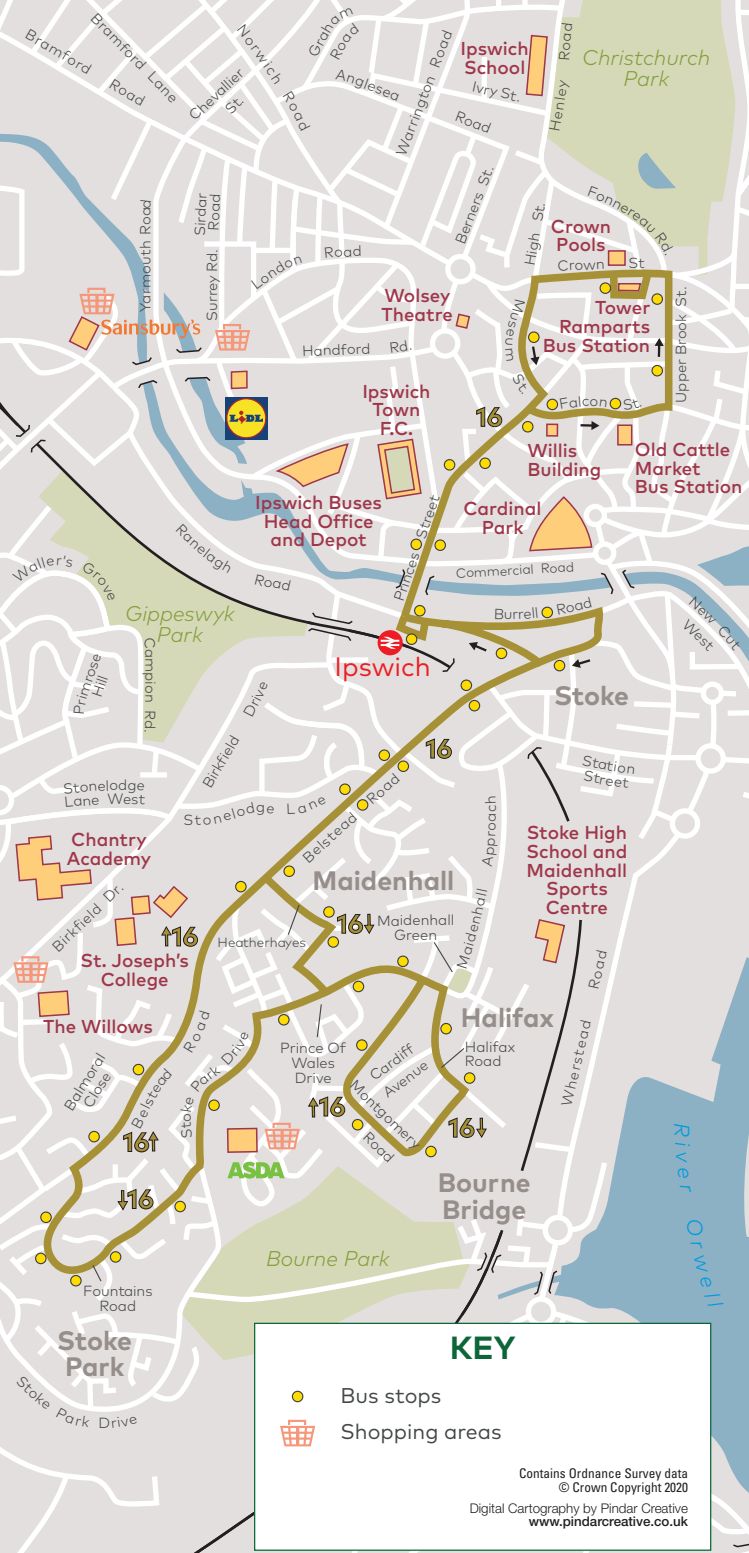 Bramford Road
Bramford Lane
Chevallier
St.
Norwich Road
Graham
Road
Anglesea
Road
Warrington Road
Ipswich
School
Ivry St.
Henley Road
Christchurch
Park
Yarmouth Road
Sirdar
Road
Surrey Rd.
London Road
Berners St.
High St.
Fonnereau Rd.
Crown
Pools
Crown St
Sainsbury's
Wolsey
Theatre
Museum St.
Tower
Ramparts
Bus Station
Upper Brook St.
Handford Rd.
LIDL
Ipswich
Town
F.C.
16
Falcon St.
Willis
Building
Old Cattle
Market
Bus Station
Ipswich Buses
Head Office
and Depot
Cardinal
Park
Princes Street
Ranelagh Road
Commercial Road
Waller's Grove
Gippeswyk
Park
Burrell Road
New Cut
West
Ipswich
Primrose
Hill
Campion Rd.
Stoke
Birkfield Drive
16
Station
Street
Stonelodge
Lane West
Stonelodge Lane
Belstead Road
Maidenhall Approach
Chantry
Academy
Stoke High
School and
Maidenhall
Sports
Centre
Maidenhall
Birkfield Dr.
↑16
Heatherhayes
16↓
Maidenhall
Green
St. Joseph's
College
The Willows
Halifax
Wherstead Road
Prince Of
Wales
Drive
Cardiff
Avenue
Halifax
Road
Balmoral
Close
Belstead Road
Stoke Park Drive
↑16
Montgomery
Road
16↓
16↑
ASDA
River Orwell
↓16
Bourne
Bridge
Bourne Park
Fountains
Road
Stoke
Park
Stoke Park Drive
KEY
Bus stops
Shopping areas
Contains Ordnance Survey data
© Crown Copyright 2020
Digital Cartography by Pindar Creative
www.pindarcreative.co.uk